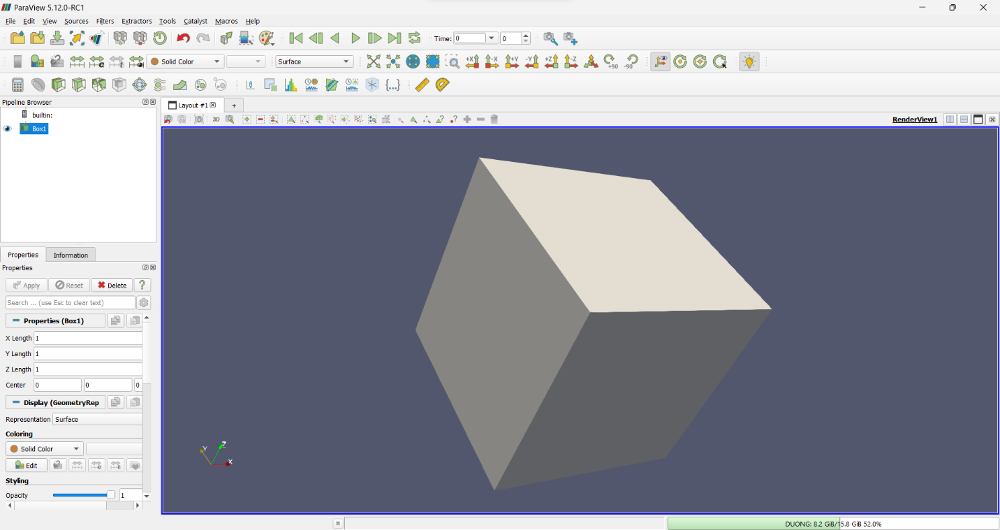 ParaView 5.12.0-RC1
File Edit View Sources Filters Extractors Tools Catalyst Macros Help
Time: 0 0
Solid Color Surface +X -X +Y -Y +Z -Z +90 -90
Pipeline Browser
Layout #1 +
builtin:
3D
RenderView1
Box1
Properties Information
Properties
Apply Reset Delete ?
Search ... (use Esc to clear text)
Properties (Box1)
X Length 1
Y Length 1
Z Length 1
Center 0 0 0
Display (GeometryRep
Representation Surface
Coloring
Solid Color
Edit
Styling
Opacity 1
Y Z X
DUONG: 8.2 GiB/15.8 GiB 52.0%